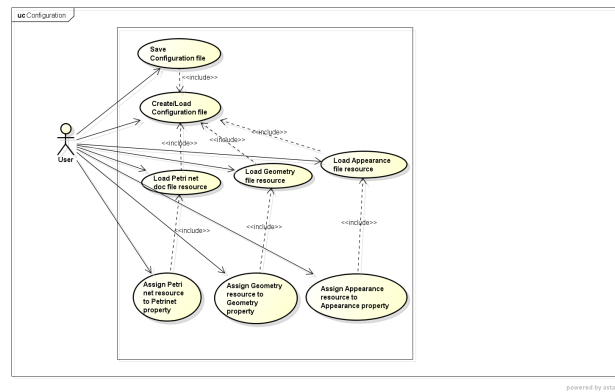 uc Configuration
Save
Configuration file
<<include>>
Create/Load
Configuration file
<<include>>
<<include>>
<<include>>
User
Load Petri net
doc file resource
Load Geometry
file resource
Load Appearance
file resource
<<include>>
<<include>>
<<include>>
Assign Petri
net resource
to Petrinet
property
Assign Geometry
resource to
Geometry
property
Assign Appearance
resource to
Appearance property
powered by asta